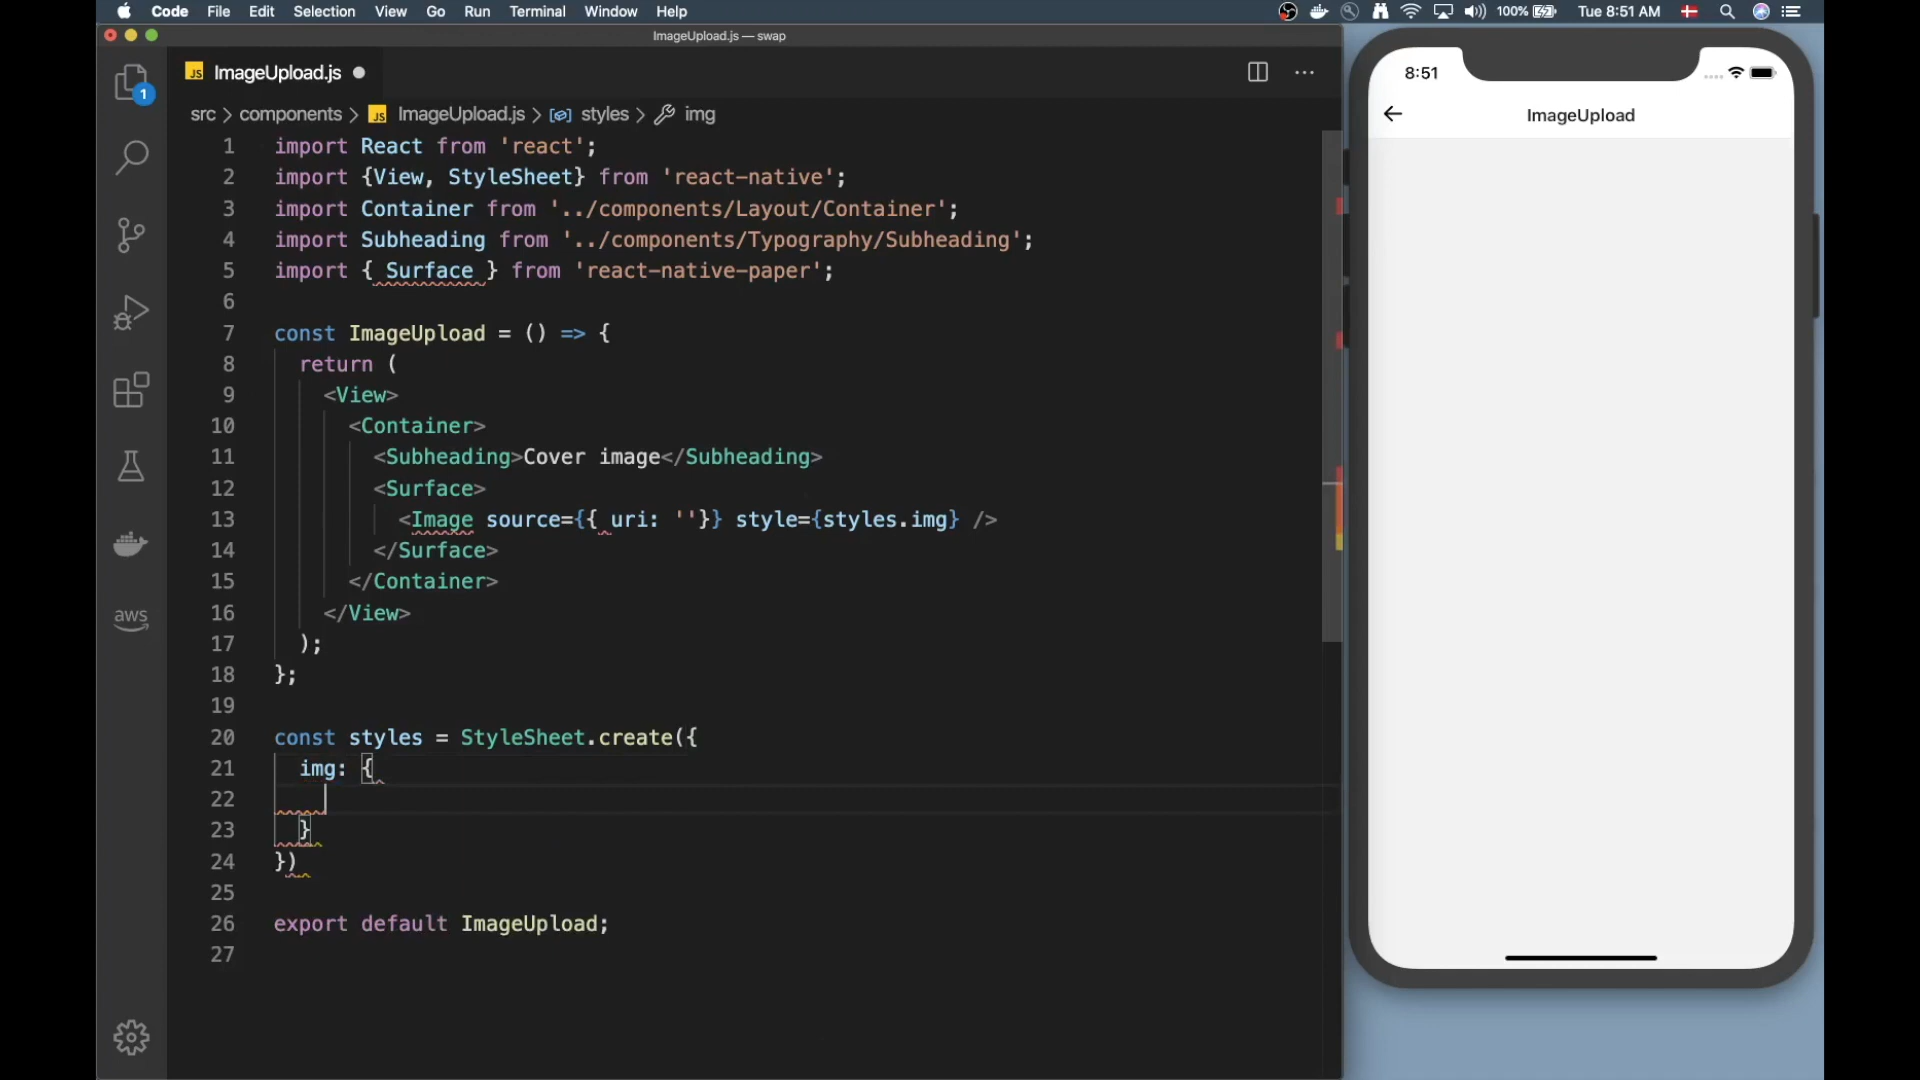 Code File Edit Selection View Go Run Terminal Window Help 100% Tue 8:51 AM
ImageUpload.js — swap
JS ImageUpload.js
1
src > components > JS ImageUpload.js > styles > img
1 import React from 'react';
2 import {View, StyleSheet} from 'react-native';
3 import Container from '../components/Layout/Container';
4 import Subheading from '../components/Typography/Subheading';
5 import { Surface } from 'react-native-paper';
6
7 const ImageUpload = () => {
8 return (
9 <View>
10 <Container>
11 <Subheading>Cover image</Subheading>
12 <Surface>
13 <Image source={{ uri: ''}} style={styles.img} />
14 </Surface>
15 </Container>
16 </View>
17 );
18 };
19
20 const styles = StyleSheet.create({
21 img: {
22
23 }
24 })
25
26 export default ImageUpload;
27
aws
8:51
ImageUpload